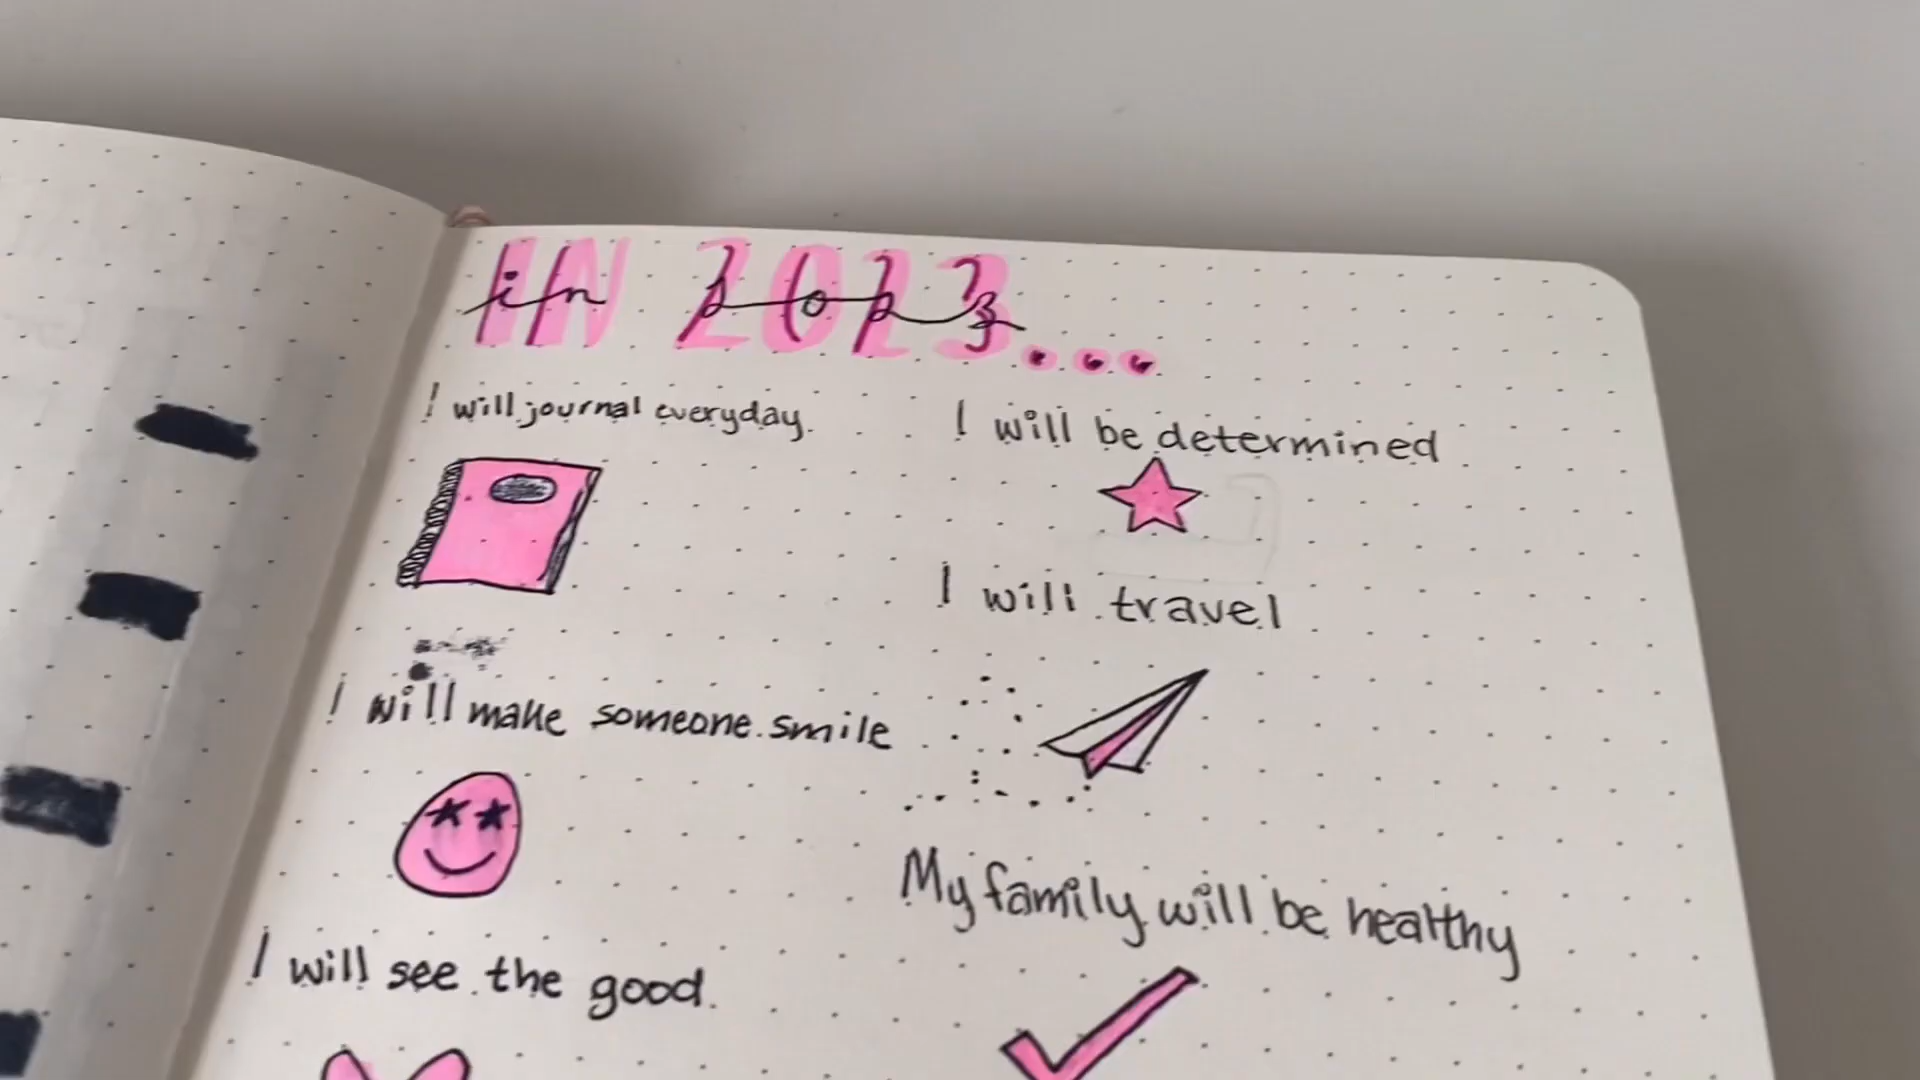 IN 2023...
in 2023...
I will journal everyday.
I will be determined
I will travel
I will make someone smile
My family will be healthy
I will see the good.